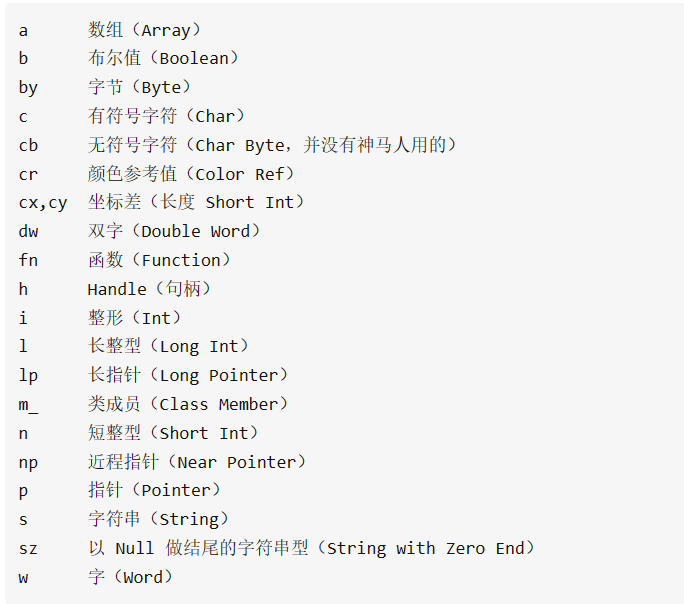 a 数组（Array）
b 布尔值（Boolean）
by 字节（Byte）
c 有符号字符（Char）
cb 无符号字符（Char Byte，并没有神马人用的）
cr 颜色参考值（Color Ref）
cx,cy 坐标差（长度 Short Int）
dw 双字（Double Word）
fn 函数（Function）
h Handle（句柄）
i 整形（Int）
l 长整型（Long Int）
lp 长指针（Long Pointer）
m_ 类成员（Class Member）
n 短整型（Short Int）
np 近程指针（Near Pointer）
p 指针（Pointer）
s 字符串（String）
sz 以 Null 做结尾的字符串型（String with Zero End）
w 字（Word）